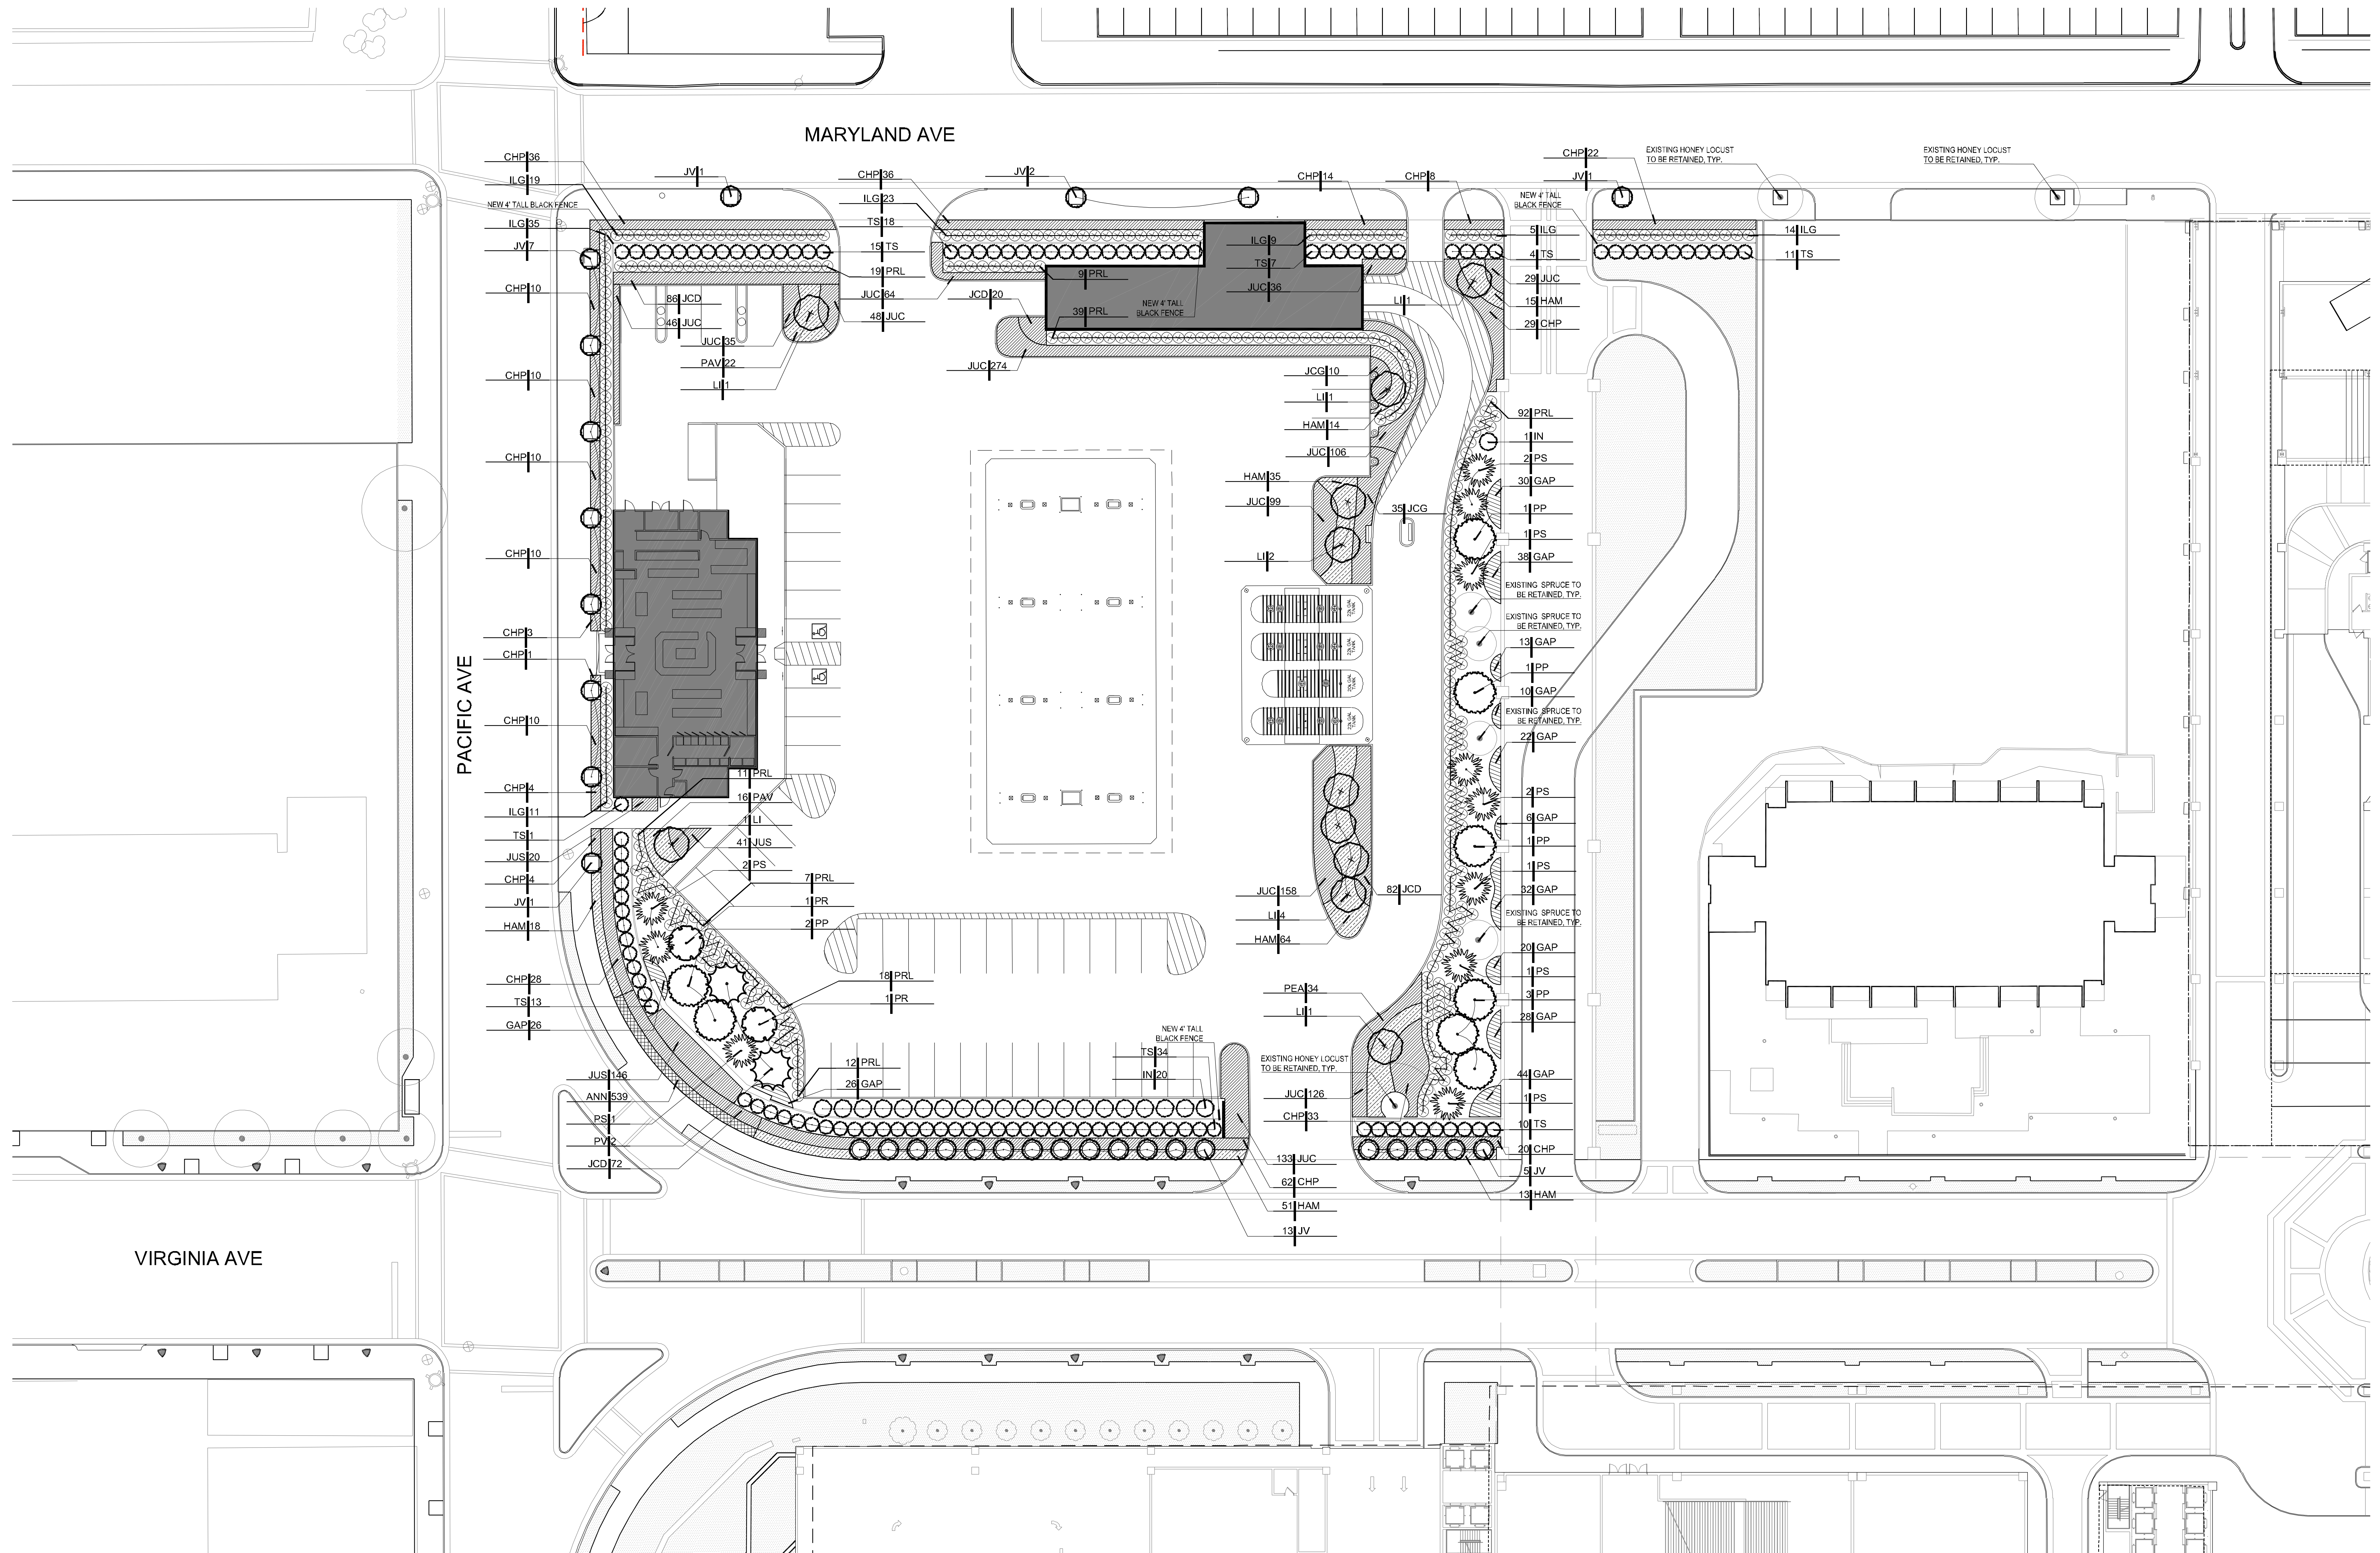 MARYLAND AVE
CHP 36
ILG 19
NEW 4' TALL BLACK FENCE
ILG 35
JV 7
CHP 10
CHP 10
CHP 10
CHP 10
CHP 3
CHP 1
CHP 10
CHP 4
ILG 11
TS 1
JUS 20
CHP 4
JV 1
HAM 18
CHP 28
TS 13
GAP 26
JUS 146
ANN 539
PS 1
PV 2
JCD 72
PACIFIC AVE
VIRGINIA AVE
JV 1
86 JCD
46 JUC
JUC 35
PAV 22
LI 1
CHP 36
ILG 23
TS 18
15 TS
19 PRL
JUC 64
48 JUC
JV 2
9 PRL
JCD 20
39 PRL
NEW 4' TALL
BLACK FENCE
JUC 274
CHP 14
ILG 9
TS 7
JUC 36
CHP 8
LI 1
JCG 10
LI 1
HAM 14
JUC 106
HAM 35
JUC 99
35 JCG
LI 2
22k GAL
TANK
22k GAL
TANK
20k GAL
TANK
22k GAL
TANK
CHP 22
JV 1
NEW 4' TALL
BLACK FENCE
EXISTING HONEY LOCUST
TO BE RETAINED, TYP.
EXISTING HONEY LOCUST
TO BE RETAINED, TYP.
5 ILG
4 TS
14 ILG
11 TS
29 JUC
15 HAM
29 CHP
92 PRL
1 IN
2 PS
30 GAP
1 PP
1 PS
38 GAP
EXISTING SPRUCE TO
BE RETAINED, TYP.
EXISTING SPRUCE TO
BE RETAINED, TYP.
13 GAP
1 PP
10 GAP
EXISTING SPRUCE TO
BE RETAINED, TYP.
22 GAP
2 PS
6 GAP
1 PP
1 PS
32 GAP
EXISTING SPRUCE TO
BE RETAINED, TYP.
20 GAP
1 PS
3 PP
28 GAP
44 GAP
1 PS
10 TS
20 CHP
5 JV
13 HAM
11 PRL
16 PAV
1 LI
41 JUS
2 PS
7 PRL
1 PR
2 PP
18 PRL
1 PR
12 PRL
26 GAP
JUC 158
82 JCD
LI 4
HAM 64
PEA 34
LI 1
NEW 4' TALL
BLACK FENCE
TS 34
IN 20
EXISTING HONEY LOCUST
TO BE RETAINED, TYP.
JUC 126
CHP 33
133 JUC
62 CHP
51 HAM
13 JV